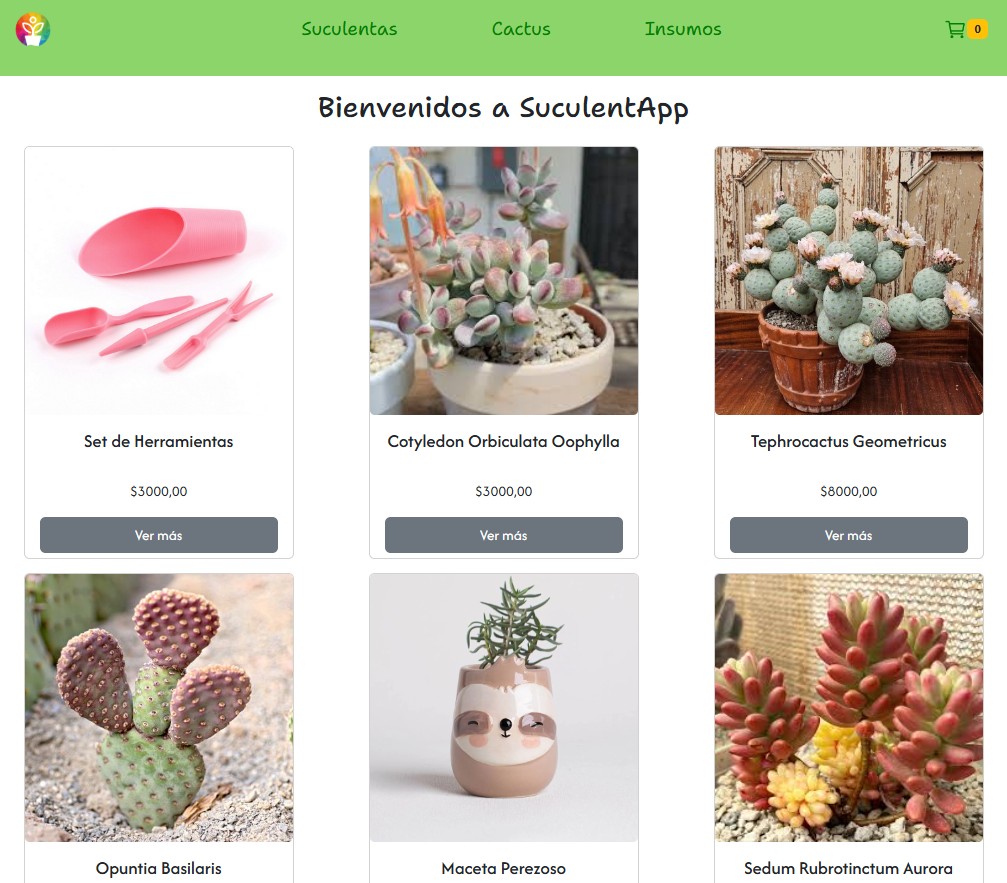 Suculentas Cactus Insumos 0
Bienvenidos a SuculentApp
Set de Herramientas Cotyledon Orbiculata Oophylla Tephrocactus Geometricus
$3000,00 $3000,00 $8000,00
Ver más Ver más Ver más
Opuntia Basilaris Maceta Perezoso Sedum Rubrotinctum Aurora